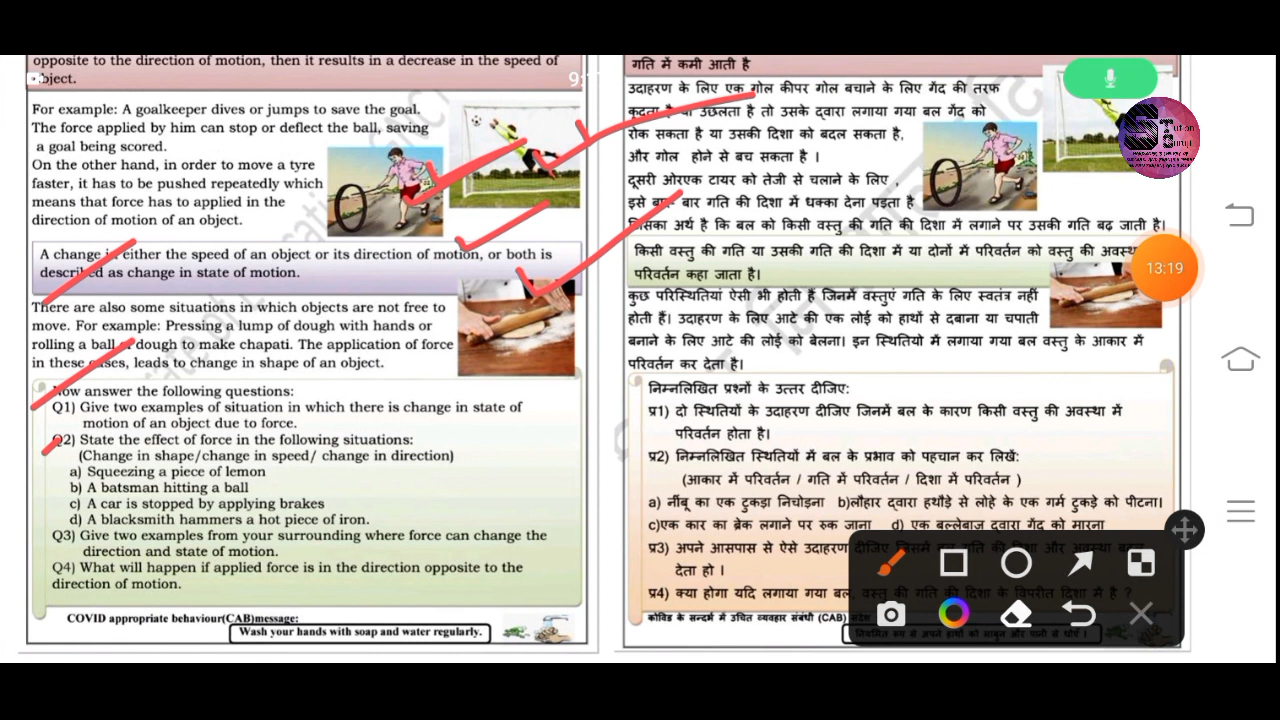 opposite to the direction of motion, then it results in a decrease in the speed of
object.
For example: A goalkeeper dives or jumps to save the goal.
The force applied by him can stop or deflect the ball, saving
a goal being scored.
On the other hand, in order to move a tyre
faster, it has to be pushed repeatedly which
means that force has to applied in the
direction of motion of an object.
A change in either the speed of an object or its direction of motion, or both is
described as change in state of motion.
There are also some situations in which objects are not free to
move. For example: Pressing a lump of dough with hands or
rolling a ball of dough to make chapati. The application of force
in these cases, leads to change in shape of an object.
Now answer the following questions:
Q1) Give two examples of situation in which there is change in state of
motion of an object due to force.
Q2) State the effect of force in the following situations:
(Change in shape/change in speed/ change in direction)
a) Squeezing a piece of lemon
b) A batsman hitting a ball
c) A car is stopped by applying brakes
d) A blacksmith hammers a hot piece of iron.
Q3) Give two examples from your surrounding where force can change the
direction and state of motion.
Q4) What will happen if applied force is in the direction opposite to the
direction of motion.
COVID appropriate behaviour(CAB)message:
Wash your hands with soap and water regularly.
गति में कमी आती है
उदाहरण के लिए एक गोल कीपर गोल बचाने के लिए गेंद की तरफ
कूदता है या उछलता है तो उसके द्वारा लगाया गया बल गेंद को
रोक सकता है या उसकी दिशा को बदल सकता है,
और गोल होने से बच सकता है ।
दूसरी ओरएक टायर को तेजी से चलाने के लिए ,
इसे बार बार गति की दिशा में धक्का देना पड़ता है
जिसका अर्थ है कि बल को किसी वस्तु की गति की दिशा में लगाने पर उसकी गति बढ़ जाती है।
किसी वस्तु की गति या उसकी गति की दिशा में या दोनों में परिवर्तन को वस्तु की अवस्था
परिवर्तन कहा जाता है।
कुछ परिस्थितियां ऐसी भी होती हैं जिनमें वस्तुएं गति के लिए स्वतंत्र नहीं
होती हैं। उदाहरण के लिए आटे की एक लोई को हाथों से दबाना या चपाती
बनाने के लिए आटे की लोई को बेलना। इन स्थितियो में लगाया गया बल वस्तु के आकार में
परिवर्तन कर देता है।
निम्नलिखित प्रश्नों के उत्तर दीजिए:
प्र1) दो स्थितियों के उदाहरण दीजिए जिनमें बल के कारण किसी वस्तु की अवस्था में
परिवर्तन होता है।
प्र2) निम्नलिखित स्थितियों में बल के प्रभाव को पहचान कर लिखें:
(आकार में परिवर्तन / गति में परिवर्तन / दिशा में परिवर्तन )
a) नींबू का एक टुकड़ा निचोड़ना b)लौहार द्वारा हथौड़े से लोहे के एक गर्म टुकड़े को पीटना।
c)एक कार का ब्रेक लगाने पर रुक जाना d) एक बल्लेबाज द्वारा गेंद को मारना
प्र3) अपने आसपास से ऐसे उदाहरण दीजिए जिसमें बल गति की दिशा और अवस्था बदल
देता हो ।
प्र4) क्या होगा यदि लगाया गया बल, वस्तु की गति की दिशा के विपरीत दिशा में है ?
कोविड के सन्दर्भ में उचित व्यवहार संबंधी (CAB) संदेश
नियमित रूप से अपने हाथों को साबुन और पानी से धोएं ।
13:19